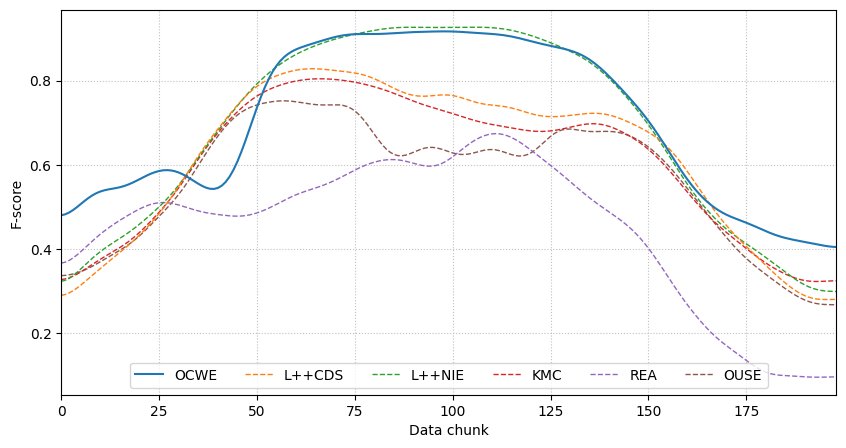 F-score
0.8
0.6
0.4
0.2
OCWE L++CDS L++NIE KMC REA OUSE
0 25 50 75 100 125 150 175
Data chunk